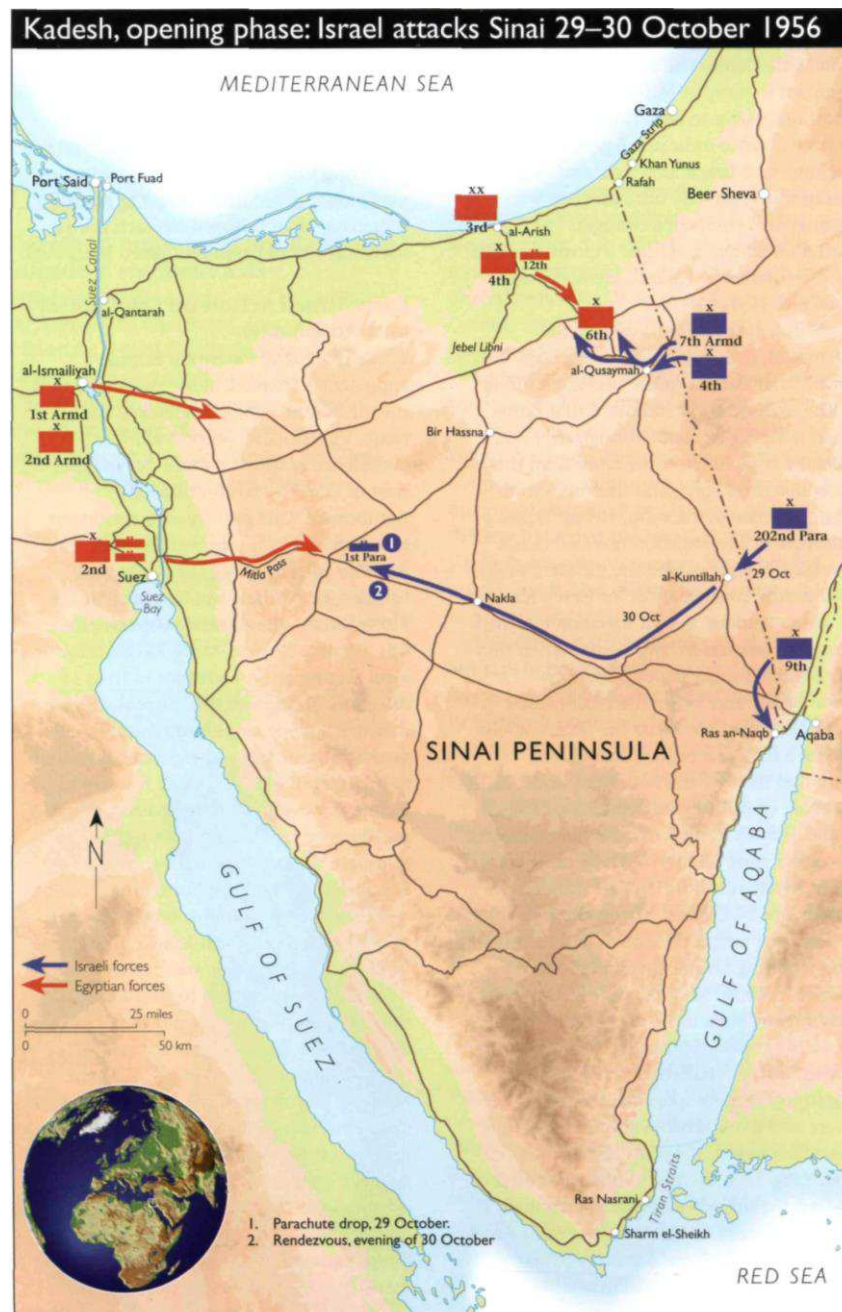 Kadesh, opening phase: Israel attacks Sinai 29–30 October 1956
MEDITERRANEAN SEA
Gaza
Gaza Strip
Khan Yunus
Rafah
Port Said
Port Fuad
Beer Sheva
xx
3rd
al-Arish
x
4th
12th
Suez Canal
al-Qantarah
x
6th
x
7th Armd
Jebel Libni
x
4th
al-Qusaymah
al-Ismailiyah
x
1st Armd
x
2nd Armd
Bir Hassna
x
202nd Para
x
2nd
1
1st Para
Mitla Pass
Suez
Suez
Bay
2
Nakla
al-Kuntillah
29 Oct
30 Oct
x
9th
Ras an-Naqb
Aqaba
SINAI PENINSULA
N
GULF OF SUEZ
GULF OF AQABA
Israeli forces
Egyptian forces
0 25 miles
0 50 km
Ras Nasrani
Tiran Straits
Sharm el-Sheikh
1. Parachute drop, 29 October.
2. Rendezvous, evening of 30 October
RED SEA